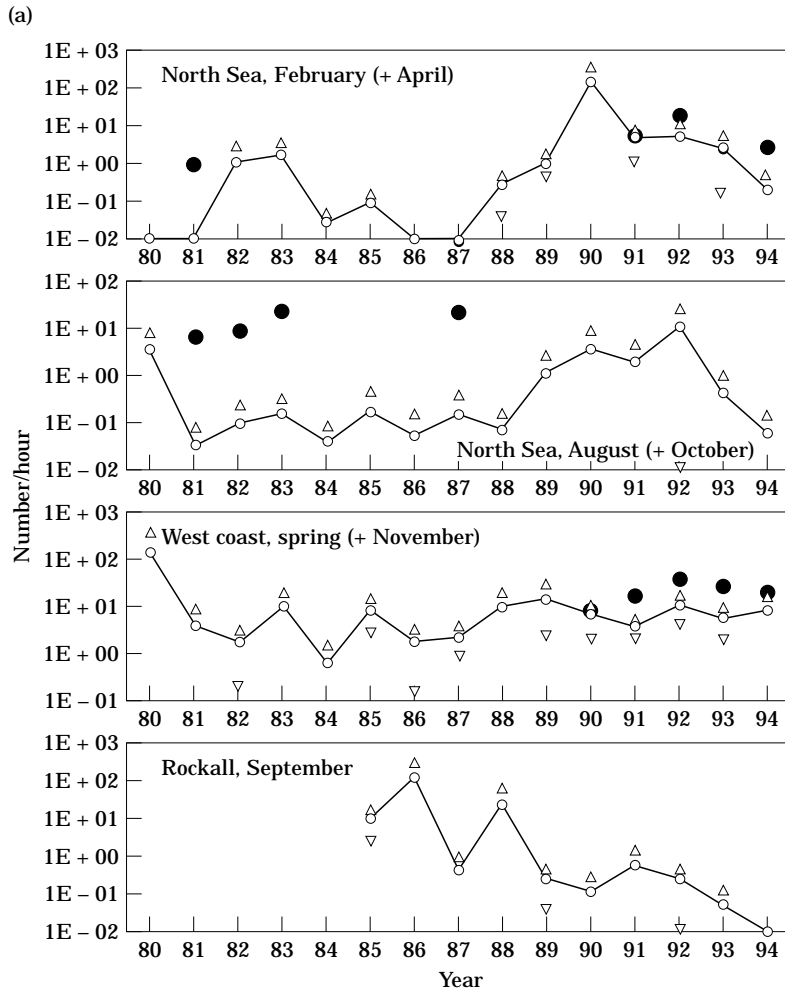 (a)
1E + 03
1E + 02
1E + 01
1E + 00
1E – 01
1E – 02
North Sea, February (+ April)
80 81 82 83 84 85 86 87 88 89 90 91 92 93 94
1E + 02
1E + 01
1E + 00
1E – 01
1E – 02
North Sea, August (+ October)
80 81 82 83 84 85 86 87 88 89 90 91 92 93 94
Number/hour
1E + 03
1E + 02
1E + 01
1E + 00
1E – 01
West coast, spring (+ November)
80 81 82 83 84 85 86 87 88 89 90 91 92 93 94
1E + 03
1E + 02
1E + 01
1E + 00
1E – 01
1E – 02
Rockall, September
80 81 82 83 84 85 86 87 88 89 90 91 92 93 94
Year